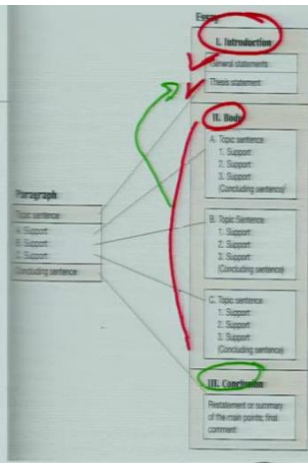 Essay
I. Introduction
General statements
Thesis statement
II. Body
A. Topic sentence
1. Support
2. Support
3. Support
(Concluding sentence)
B. Topic Sentence
1. Support
2. Support
3. Support
(Concluding sentence)
C. Topic sentence
1. Support
2. Support
3. Support
(Concluding sentence)
III. Conclusion
Restatement or summary
of the main points; final
comment
Paragraph
Topic sentence
A. Support
B. Support
C. Support
Concluding sentence